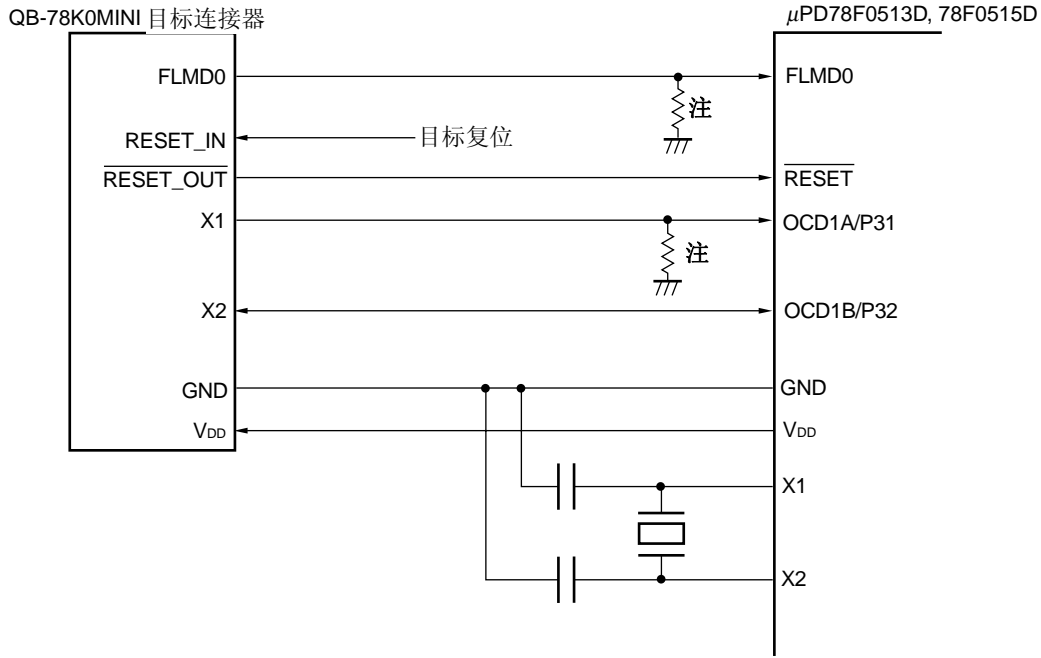 QB-78K0MINI 目标连接器
μPD78F0513D, 78F0515D
FLMD0
注
FLMD0
RESET_IN
目标复位
RESET_OUT
RESET
X1
注
OCD1A/P31
X2
OCD1B/P32
GND
GND
VDD
VDD
X1
X2